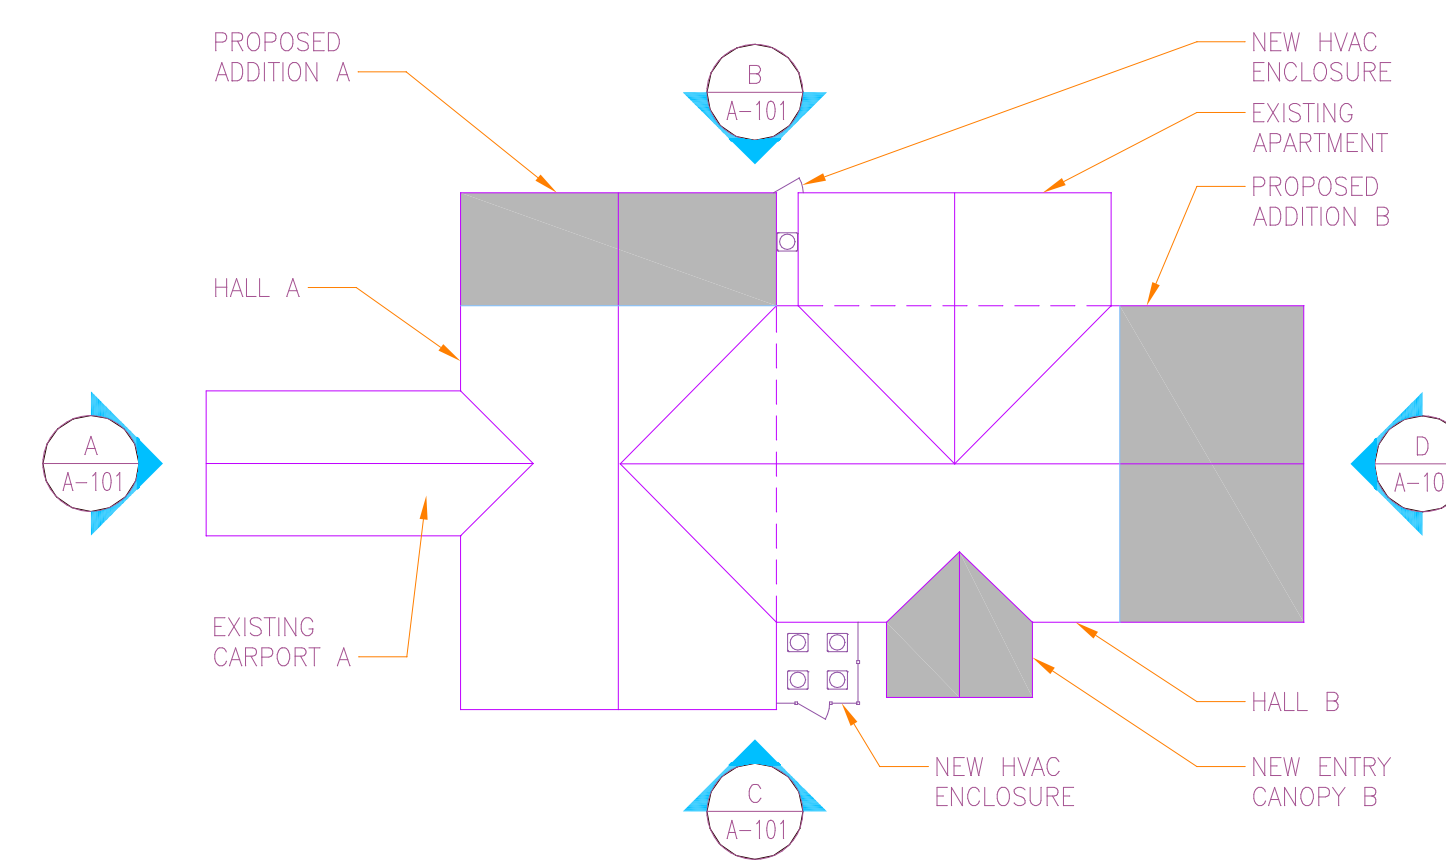 PROPOSED
ADDITION A
B
A-101
NEW HVAC
ENCLOSURE
EXISTING
APARTMENT
PROPOSED
ADDITION B
HALL A
A
A-101
D
A-10
EXISTING
CARPORT A
HALL B
C
A-101
NEW HVAC
ENCLOSURE
NEW ENTRY
CANOPY B